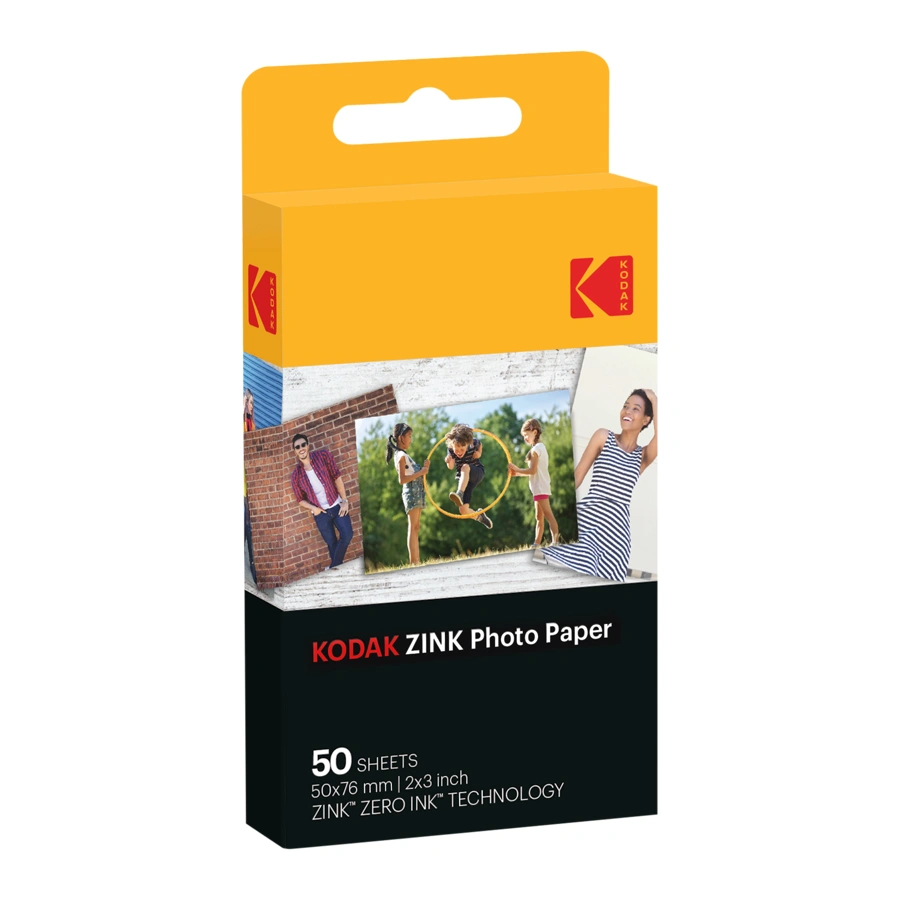 KODAK
KODAK
KODAK ZINK Photo Paper
50 SHEETS
50x76 mm | 2x3 inch
ZINK™ ZERO INK™ TECHNOLOGY